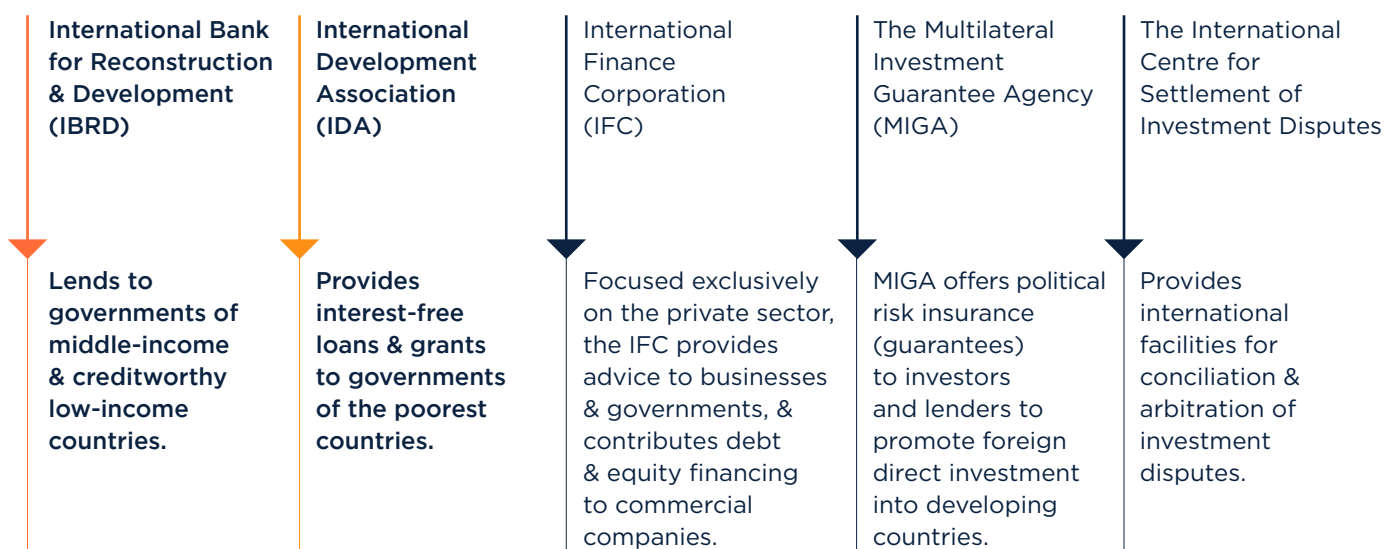 International Bank
for Reconstruction
& Development
(IBRD)
Lends to
governments of
middle-income
& creditworthy
low-income
countries.
International
Development
Association
(IDA)
Provides
interest-free
loans & grants
to governments
of the poorest
countries.
International
Finance
Corporation
(IFC)
Focused exclusively
on the private sector,
the IFC provides
advice to businesses
& governments, &
contributes debt
& equity financing
to commercial
companies.
The Multilateral
Investment
Guarantee Agency
(MIGA)
MIGA offers political
risk insurance
(guarantees)
to investors
and lenders to
promote foreign
direct investment
into developing
countries.
The International
Centre for
Settlement of
Investment Disputes
Provides
international
facilities for
conciliation &
arbitration of
investment
disputes.